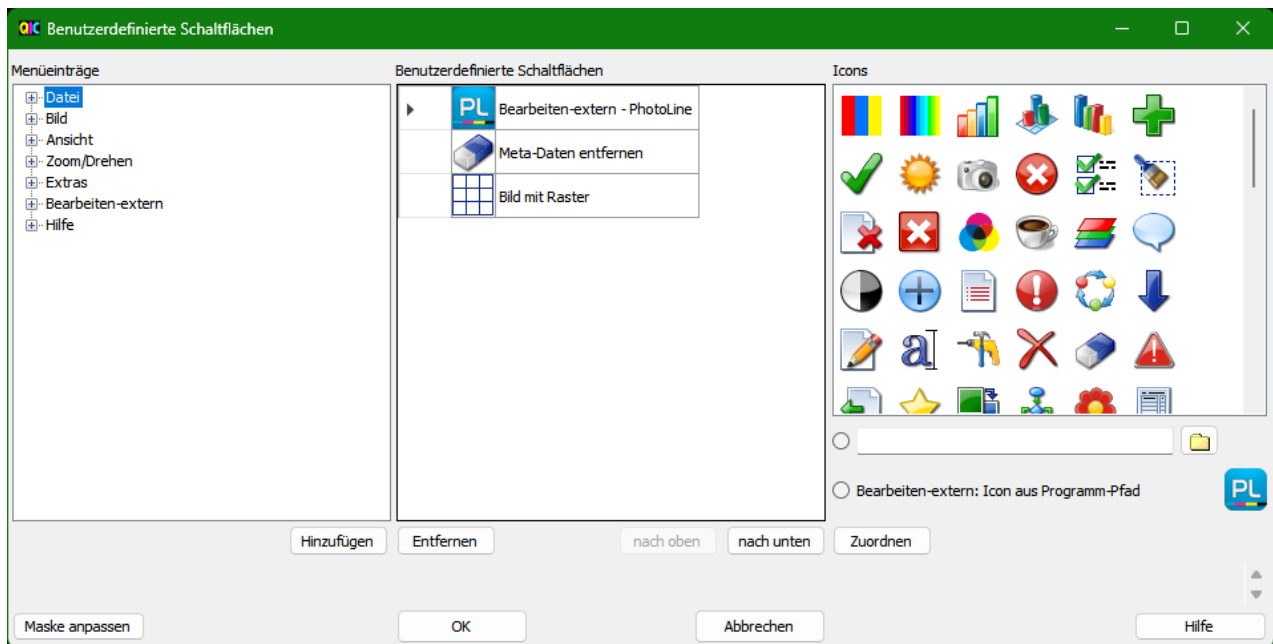 Benutzerdefinierte Schaltflächen
Menüeinträge
Datei
Bild
Ansicht
Zoom/Drehen
Extras
Bearbeiten-extern
Hilfe
Hinzufügen
Benutzerdefinierte Schaltflächen
PL Bearbeiten-extern - PhotoLine
Meta-Daten entfernen
Bild mit Raster
Entfernen
nach oben
nach unten
Icons
a
Bearbeiten-extern: Icon aus Programm-Pfad
PL
Zuordnen
Maske anpassen
OK
Abbrechen
Hilfe